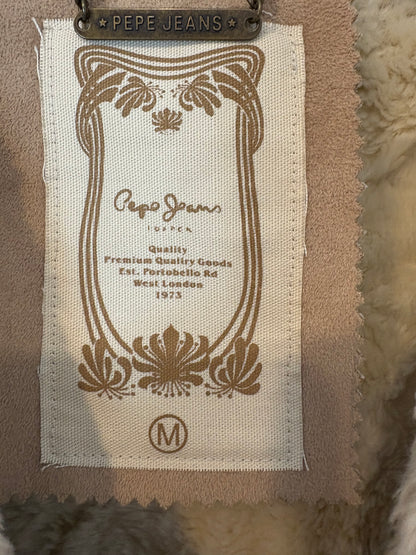 ★ PEPE JEANS ★
Pepe Jeans
LONDON
Quality
Premium Quality Goods
Est. Portobello Rd
West London
1973
M